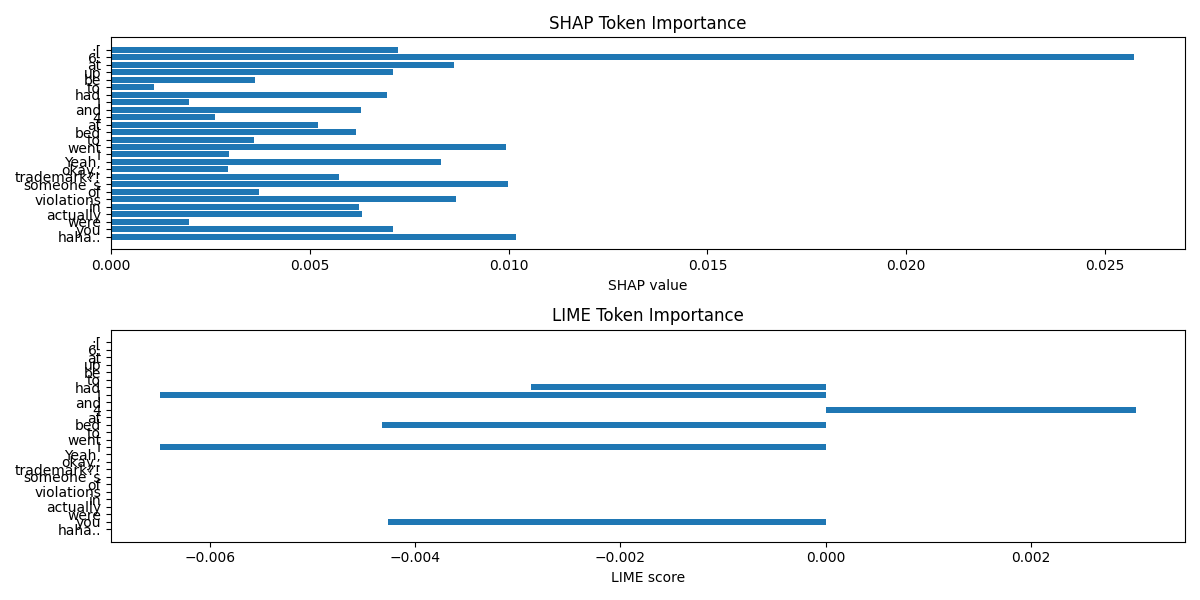 SHAP Token Importance
:[
6.
at
up
be
to
had
i
and
4
at
bed
to
went
i
Yeah.
okay..
trademark?!
someone's
of
violations
in
actually
were
you
haha..
0.000 0.005 0.010 0.015 0.020 0.025
SHAP value
LIME Token Importance
:[
6.
at
up
be
to
had
i
and
4
at
bed
to
went
i
Yeah.
okay..
trademark?!
someone's
of
violations
in
actually
were
you
haha..
−0.006 −0.004 −0.002 0.000 0.002
LIME score